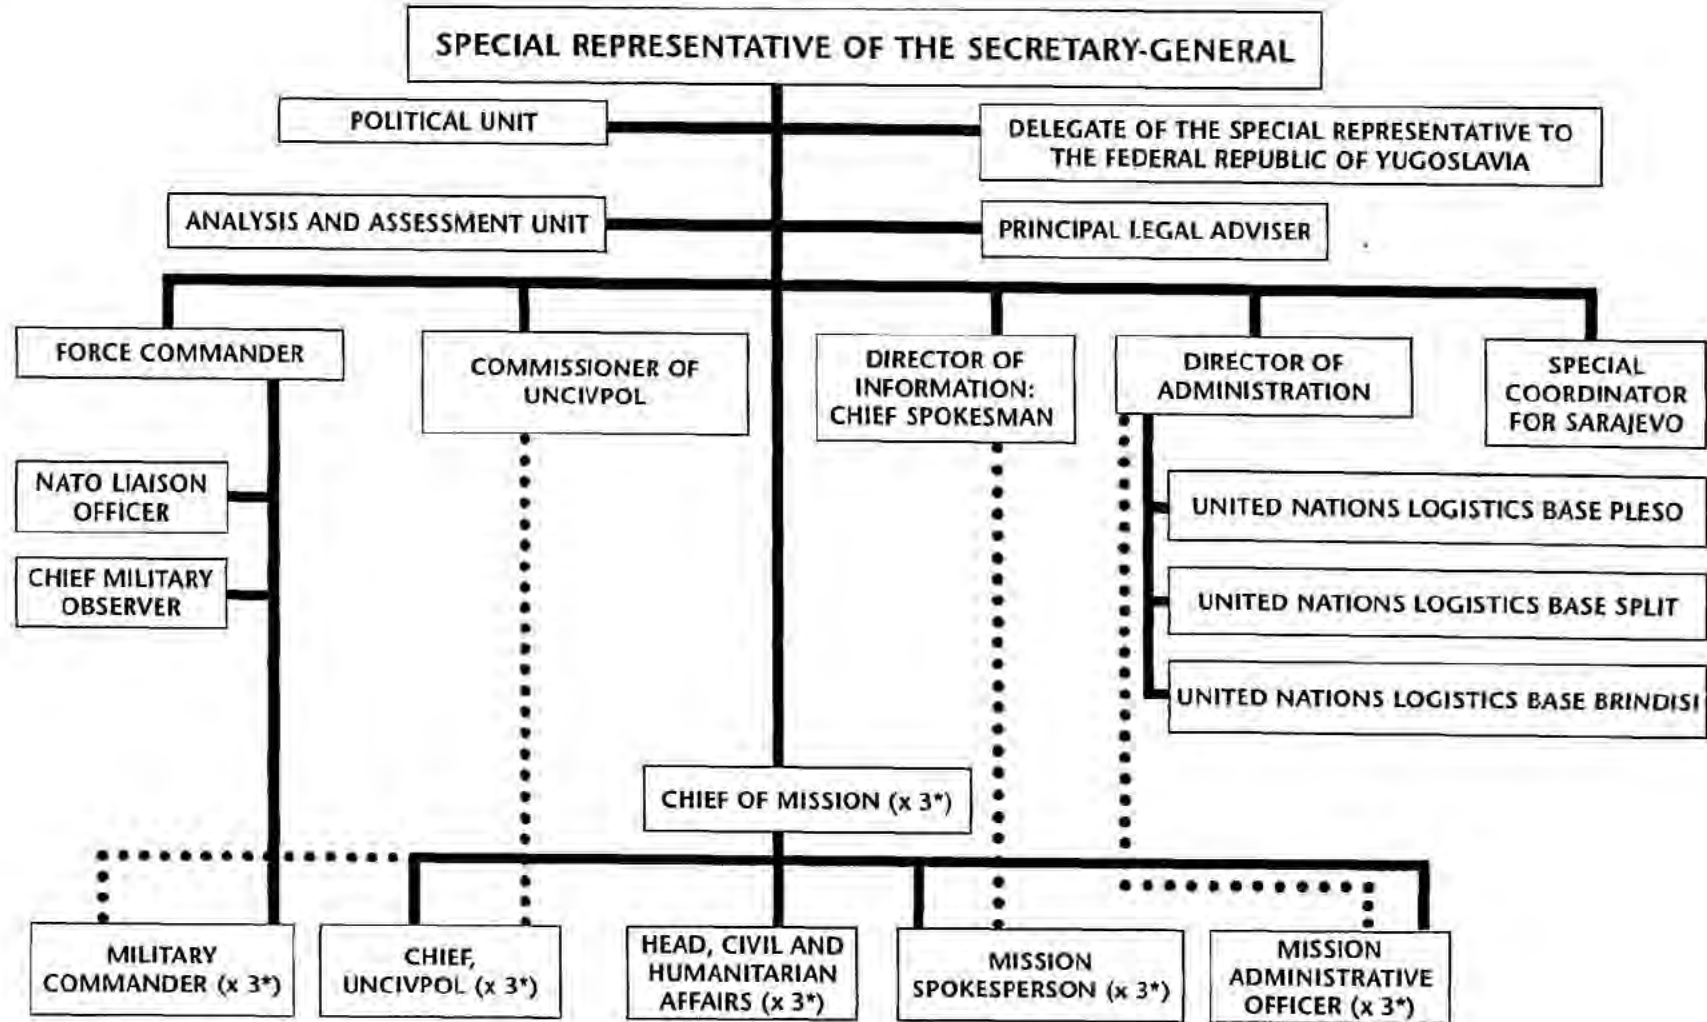 SPECIAL REPRESENTATIVE OF THE SECRETARY-GENERAL
POLITICAL UNIT
DELEGATE OF THE SPECIAL REPRESENTATIVE TO
THE FEDERAL REPUBLIC OF YUGOSLAVIA
ANALYSIS AND ASSESSMENT UNIT
PRINCIPAL LEGAL ADVISER
FORCE COMMANDER
COMMISSIONER OF
UNCIVPOL
DIRECTOR OF
INFORMATION:
CHIEF SPOKESMAN
DIRECTOR OF
ADMINISTRATION
SPECIAL
COORDINATOR
FOR SARAJEVO
NATO LIAISON
OFFICER
CHIEF MILITARY
OBSERVER
UNITED NATIONS LOGISTICS BASE PLESO
UNITED NATIONS LOGISTICS BASE SPLIT
UNITED NATIONS LOGISTICS BASE BRINDISI
CHIEF OF MISSION (x 3*)
MILITARY
COMMANDER (x 3*)
CHIEF,
UNCIVPOL (x 3*)
HEAD, CIVIL AND
HUMANITARIAN
AFFAIRS (x 3*)
MISSION
SPOKESPERSON (x 3*)
MISSION
ADMINISTRATIVE
OFFICER (x 3*)